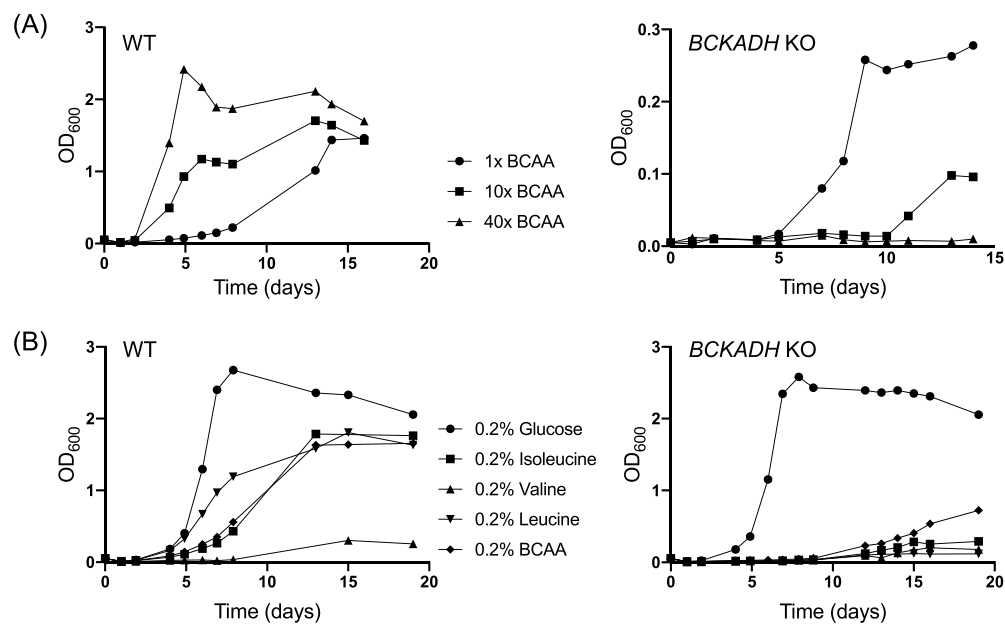 (A)
WT
3
2
1
0
OD600
0 5 10 15 20
Time (days)
1x BCAA
10x BCAA
40x BCAA
BCKADH KO
0.3
0.2
0.1
0.0
OD600
0 5 10 15
Time (days)
(B)
WT
3
2
1
0
OD600
0 5 10 15 20
Time (days)
0.2% Glucose
0.2% Isoleucine
0.2% Valine
0.2% Leucine
0.2% BCAA
BCKADH KO
3
2
1
0
OD600
0 5 10 15 20
Time (days)